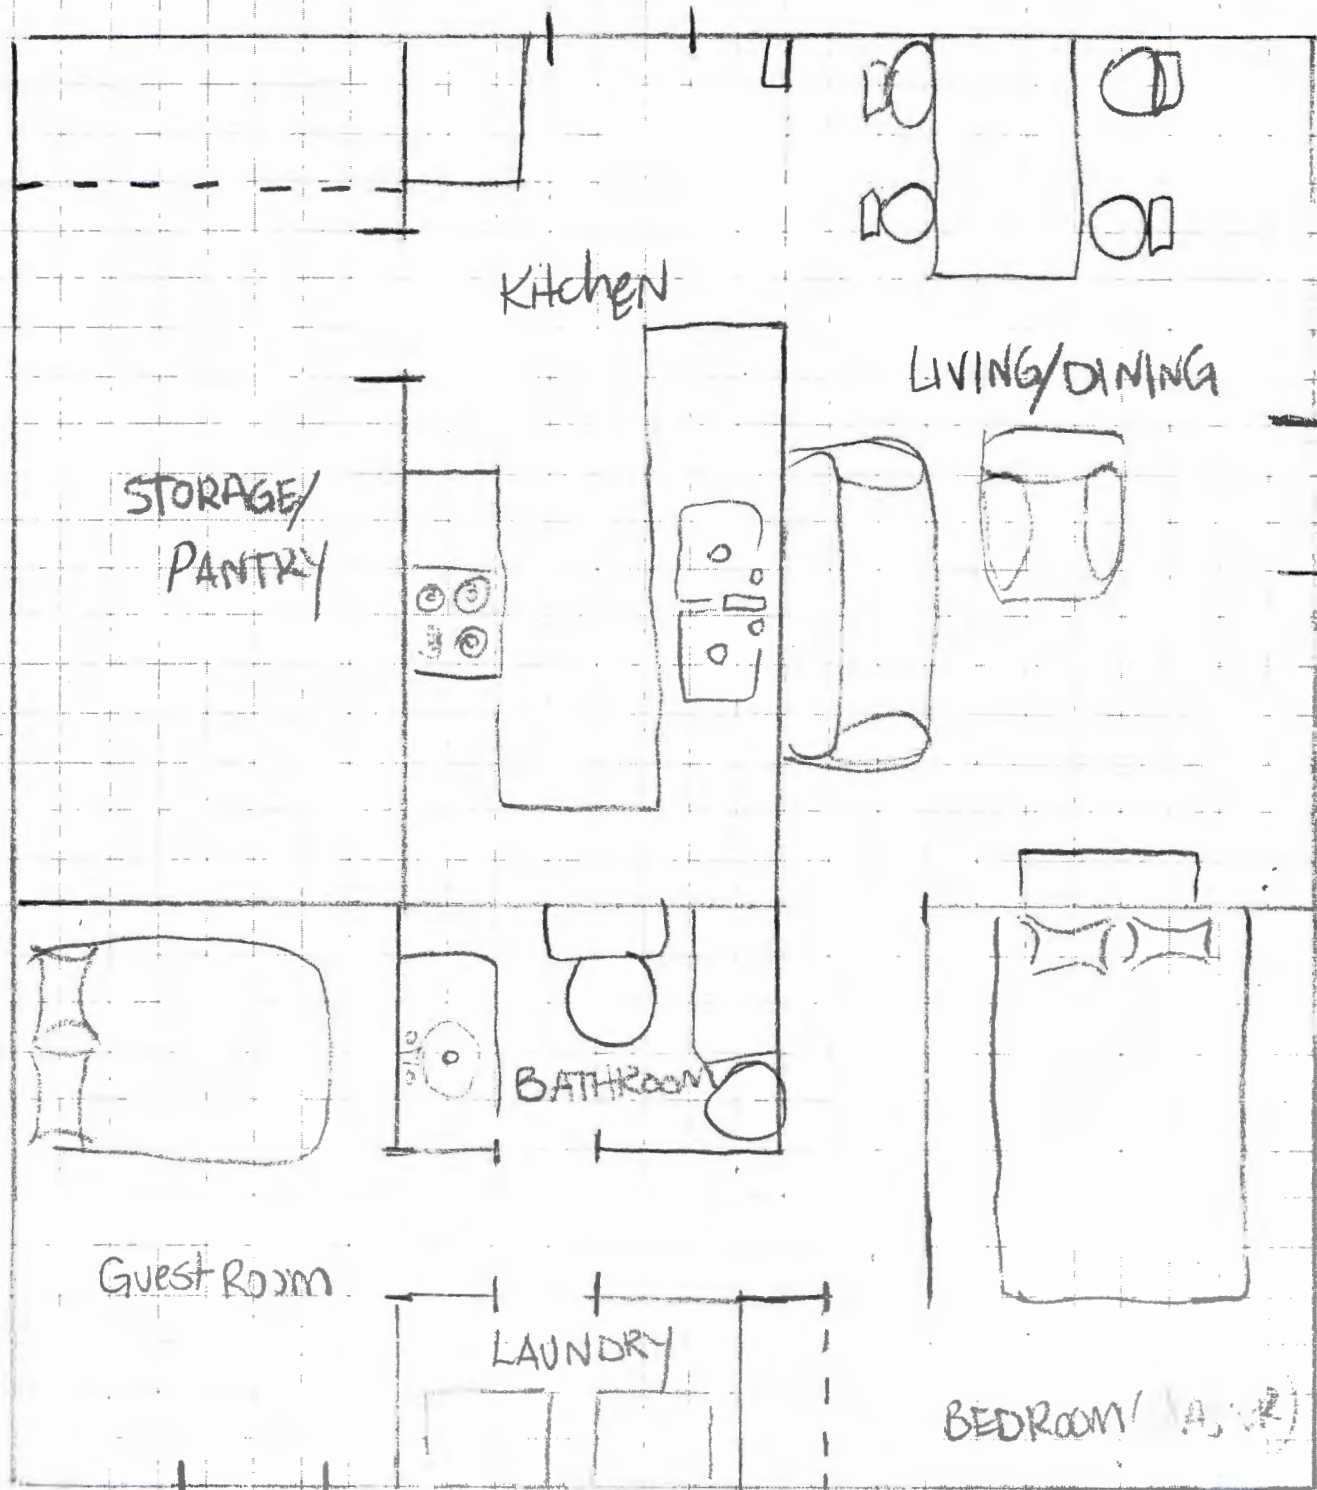 Kitchen
LIVING/DINING
STORAGE/
PANTRY
BATHROOM
Guest Room
LAUNDRY
BEDROOM/